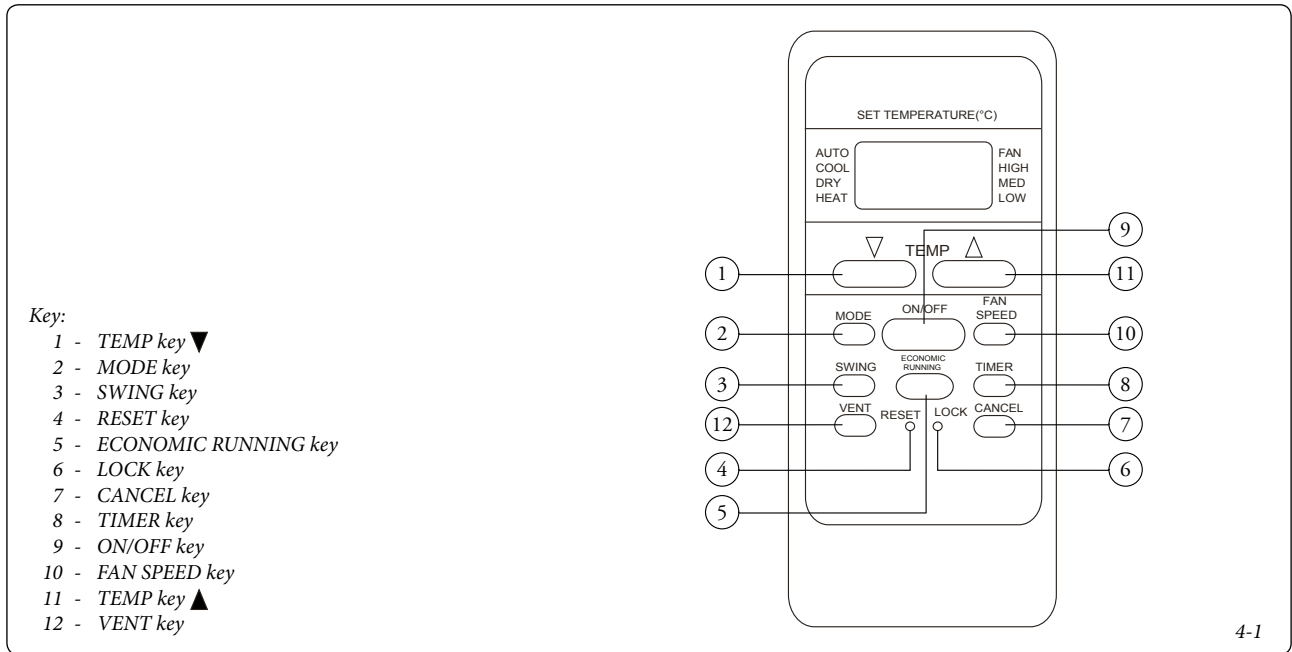 Key:
1 - TEMP key ▼
2 - MODE key
3 - SWING key
4 - RESET key
5 - ECONOMIC RUNNING key
6 - LOCK key
7 - CANCEL key
8 - TIMER key
9 - ON/OFF key
10 - FAN SPEED key
11 - TEMP key ▲
12 - VENT key
SET TEMPERATURE(°C)
AUTO
COOL
DRY
HEAT
FAN
HIGH
MED
LOW
▽ TEMP △
MODE
ON/OFF
FAN
SPEED
SWING
ECONOMIC
RUNNING
TIMER
VENT
RESET
LOCK
CANCEL
1
2
3
12
4
5
9
11
10
8
7
6
4-1